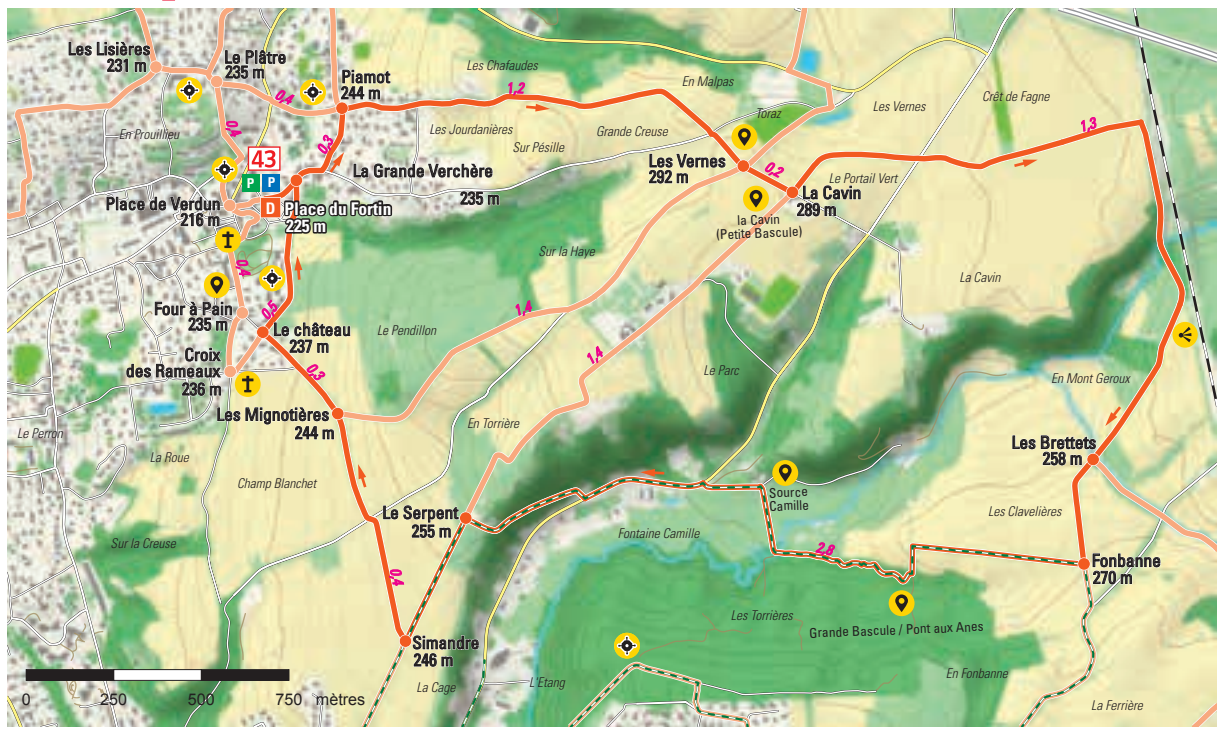 Les Lisières
231 m
Le Plâtre
235 m
Piamot
244 m
Les Chafaudes
1,2
En Malpas
Toraz
Les Vernes
Crêt de Fagne
1,3
0,4
0,4
0,3
En Prouillieu
Les Jourdanières
Sur Pésille
Grande Creuse
43
P
P
La Grande Verchère
235 m
Les Vernes
292 m
0,2
Le Portail Vert
La Cavin
289 m
Place de Verdun
216 m
D
Place du Fortin
225 m
la Cavin
(Petite Bascule)
Sur la Haye
La Cavin
0,4
Four à Pain
235 m
0,5
Le château
237 m
Le Pendillon
1,4
1,4
Croix
des Rameaux
236 m
0,3
Le Parc
En Mont Geroux
Les Mignotières
244 m
En Torrière
Le Perron
La Roue
Champ Blanchet
Les Brettets
258 m
Source
Camille
Le Serpent
255 m
Fontaine Camille
Les Clavelières
Sur la Creuse
0,4
2,8
Fonbanne
270 m
Les Torrières
Grande Bascule / Pont aux Anes
Simandre
246 m
La Cage
L'Etang
En Fonbanne
La Ferrière
0 250 500 750 mètres